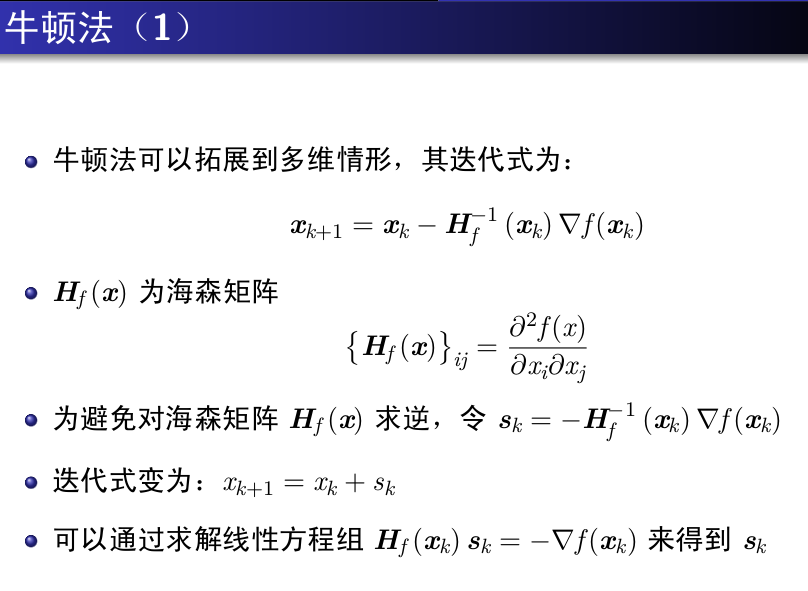 牛顿法（1）
牛顿法可以拓展到多维情形，其迭代式为：
$\boldsymbol{x}_{k+1} = \boldsymbol{x}_k - \boldsymbol{H}_f^{-1}(\boldsymbol{x}_k) \nabla f(\boldsymbol{x}_k)$
$\boldsymbol{H}_f(\boldsymbol{x})$ 为海森矩阵
$\{\boldsymbol{H}_f(\boldsymbol{x})\}_{ij} = \frac{\partial^2 f(x)}{\partial x_i \partial x_j}$
为避免对海森矩阵 $\boldsymbol{H}_f(\boldsymbol{x})$ 求逆，令 $\boldsymbol{s}_k = -\boldsymbol{H}_f^{-1}(\boldsymbol{x}_k) \nabla f(\boldsymbol{x}_k)$
迭代式变为：$x_{k+1} = x_k + s_k$
可以通过求解线性方程组 $\boldsymbol{H}_f(\boldsymbol{x}_k) \boldsymbol{s}_k = -\nabla f(\boldsymbol{x}_k)$ 来得到 $\boldsymbol{s}_k$